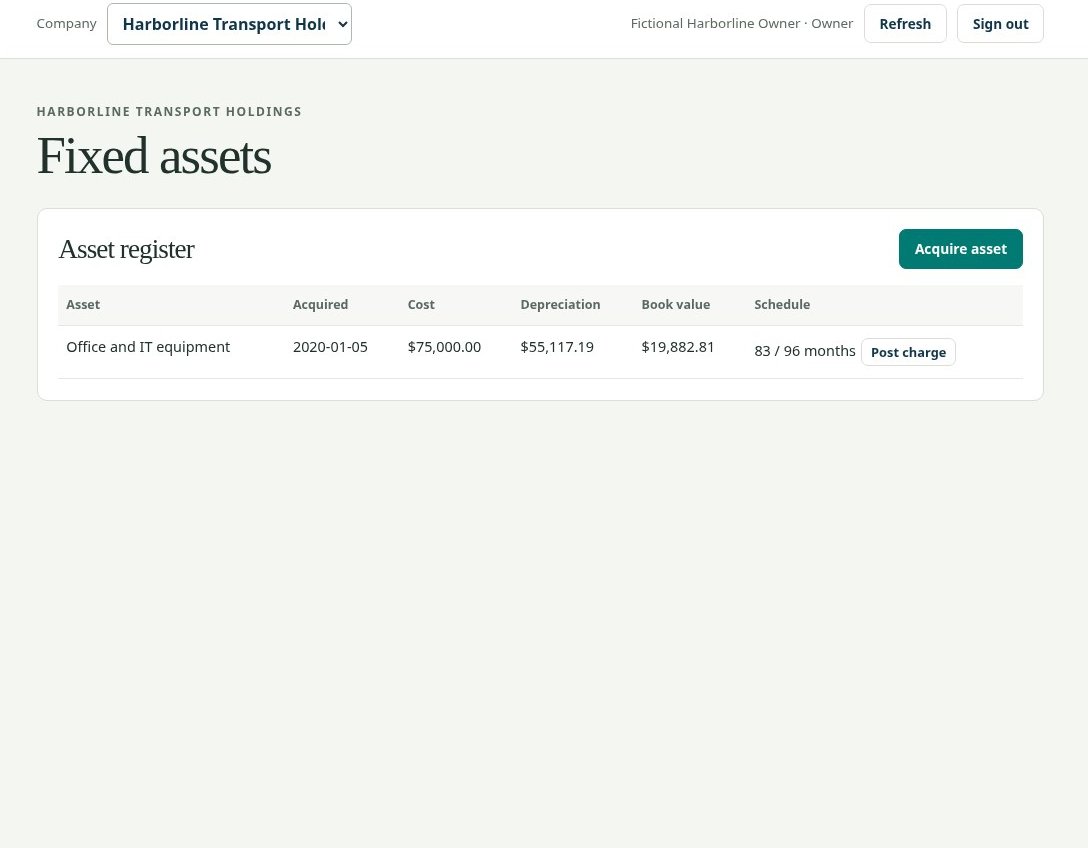 Company Harborline Transport Hol Fictional Harborline Owner · Owner Refresh Sign out
HARBORLINE TRANSPORT HOLDINGS
Fixed assets
Asset register Acquire asset
Asset Acquired Cost Depreciation Book value Schedule
Office and IT equipment 2020-01-05 $75,000.00 $55,117.19 $19,882.81 83 / 96 months Post charge